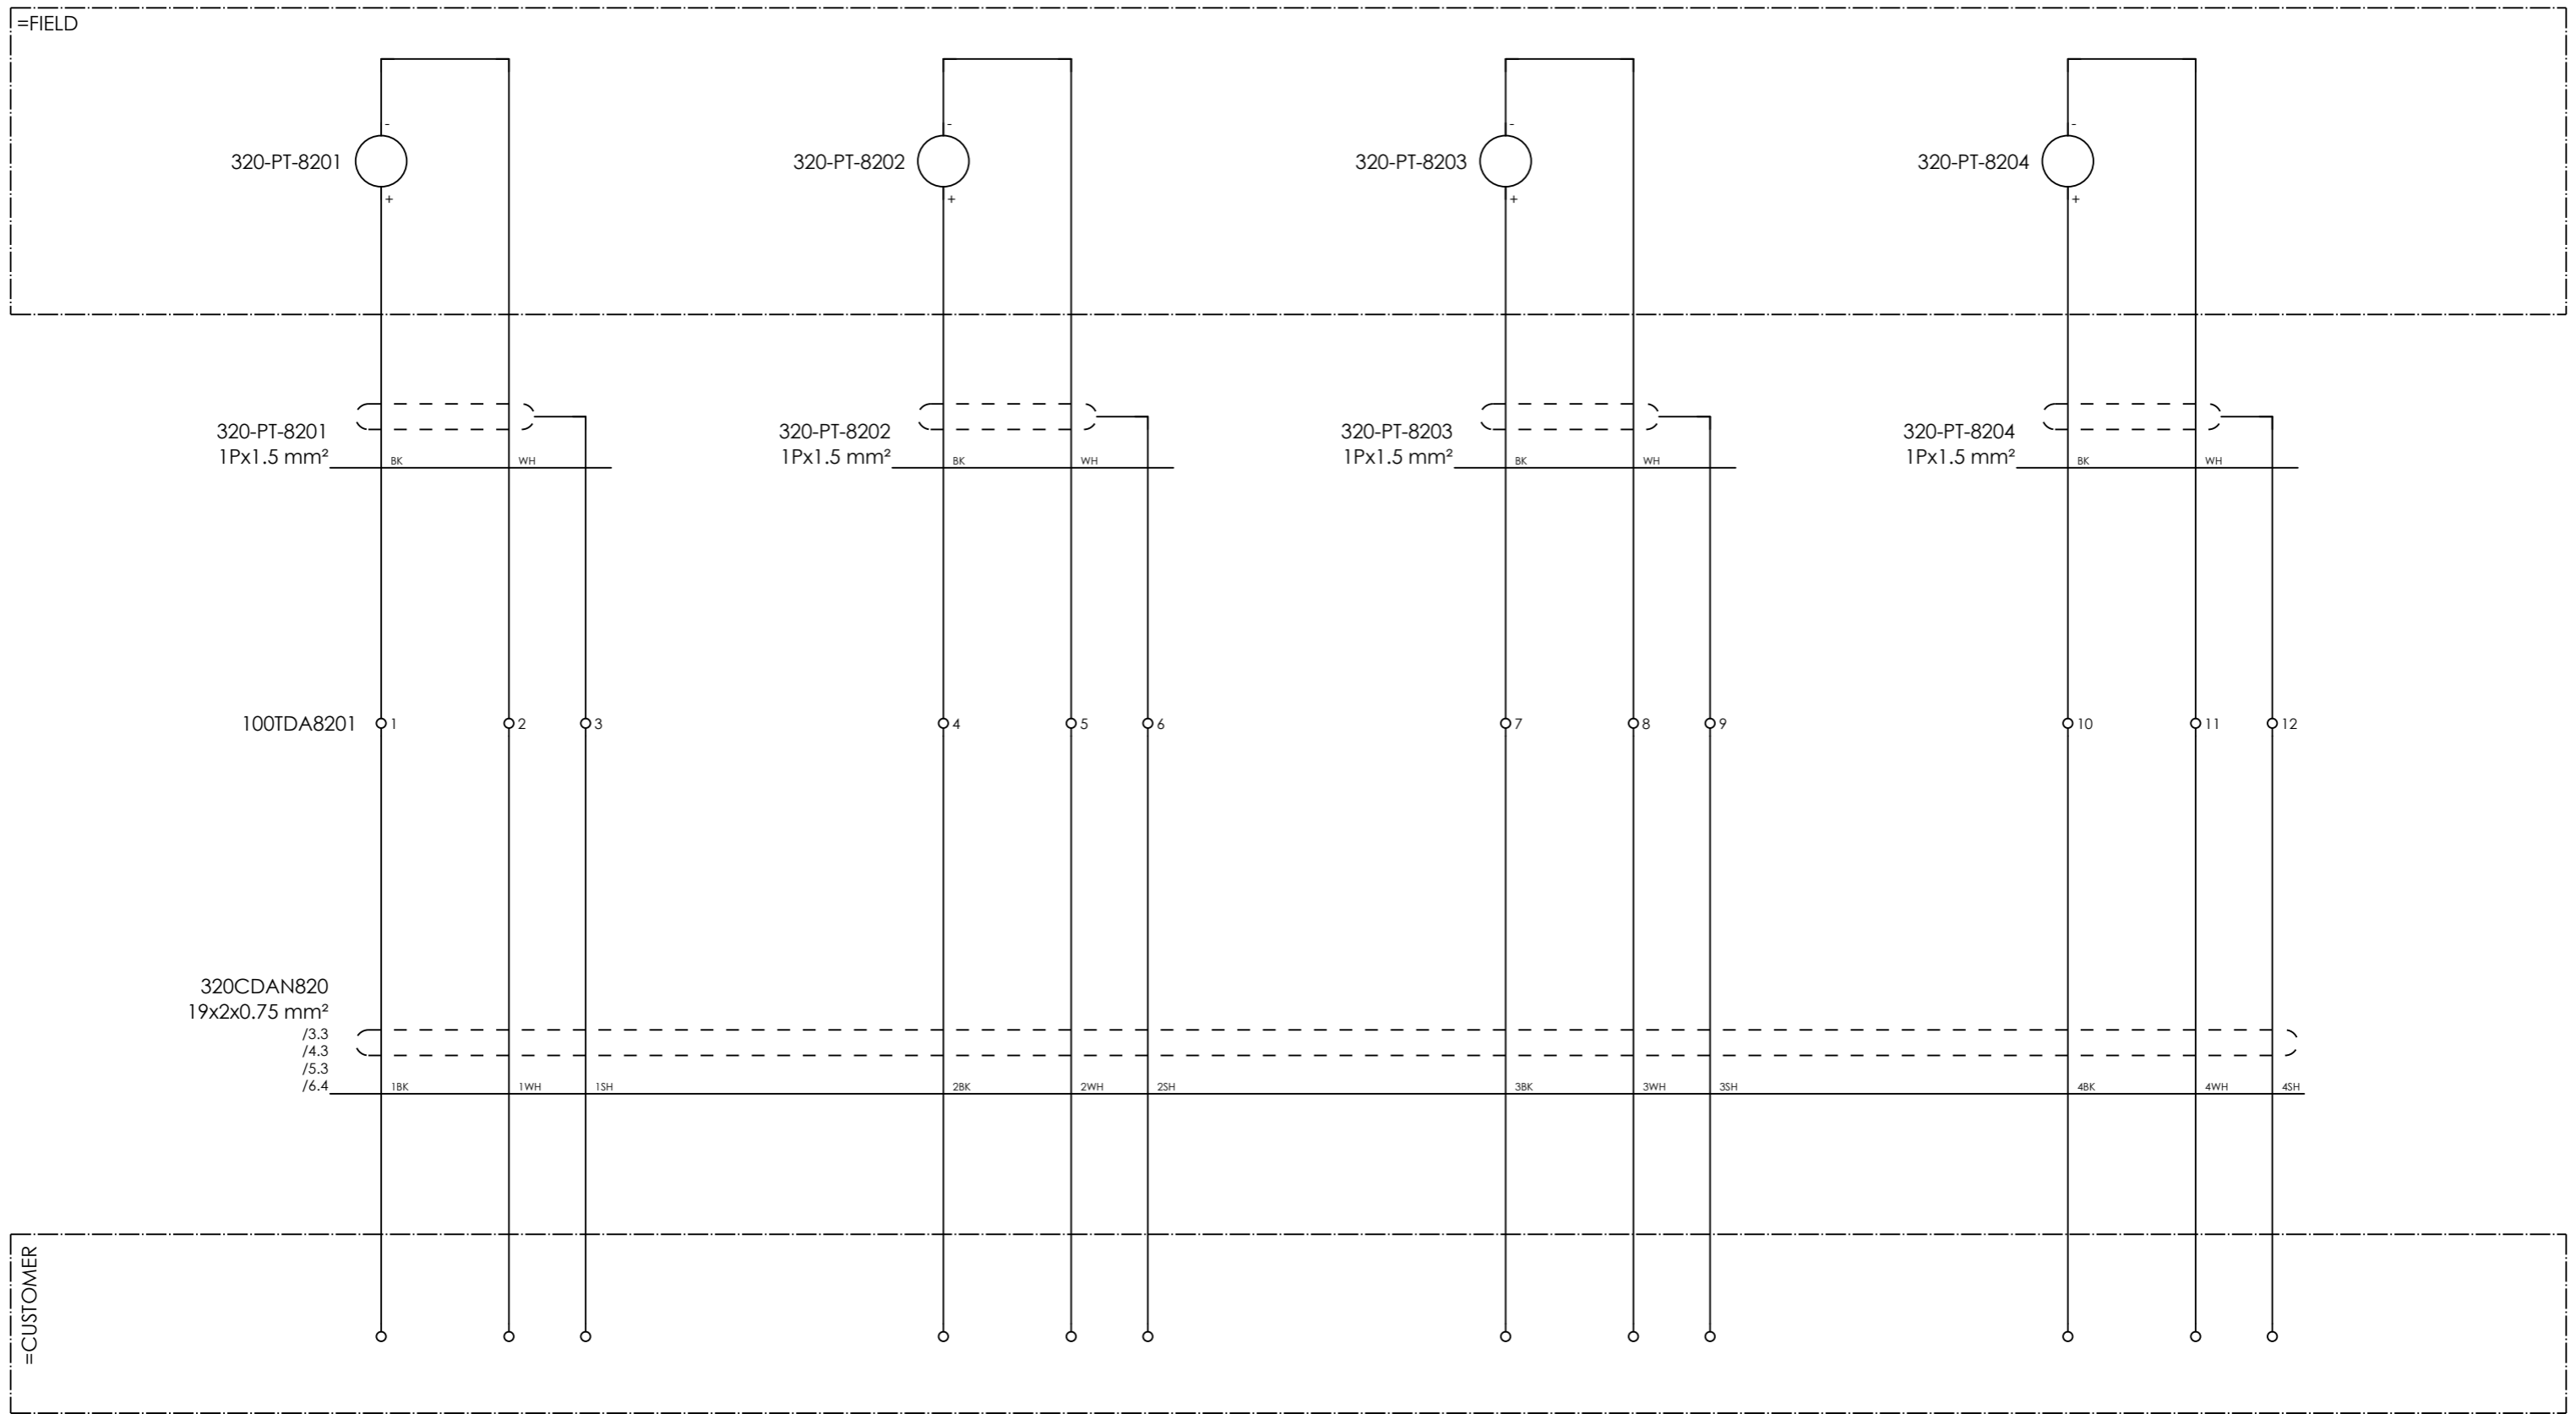 =FIELD
-
-
-
-
320-PT-8201
320-PT-8202
320-PT-8203
320-PT-8204
+
+
+
+
320-PT-8201
1Px1.5 mm²
BK
WH
320-PT-8202
1Px1.5 mm²
BK
WH
320-PT-8203
1Px1.5 mm²
BK
WH
320-PT-8204
1Px1.5 mm²
BK
WH
100TDA8201
1
2
3
4
5
6
7
8
9
10
11
12
320CDAN820
19x2x0.75 mm²
/3.3
/4.3
/5.3
/6.4
1BK
1WH
1SH
2BK
2WH
2SH
3BK
3WH
3SH
4BK
4WH
4SH
=CUSTOMER